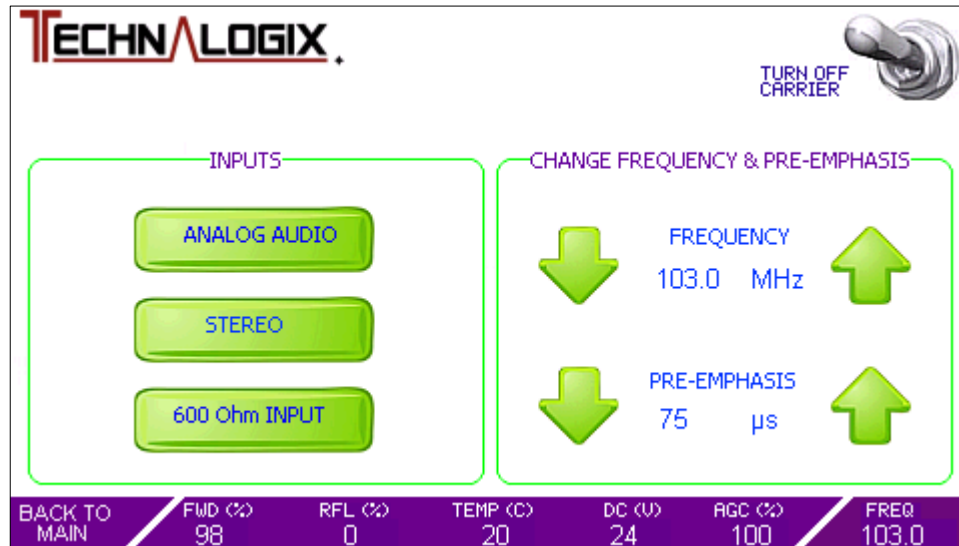 TECHNALOGIX
TURN OFF
CARRIER
INPUTS
ANALOG AUDIO
STEREO
600 Ohm INPUT
CHANGE FREQUENCY & PRE-EMPHASIS
FREQUENCY
103.0 MHz
PRE-EMPHASIS
75 µs
BACK TO
MAIN
FWD (%) RFL (%) TEMP (C) DC (V) AGC (%) FREQ
98 0 20 24 100 103.0